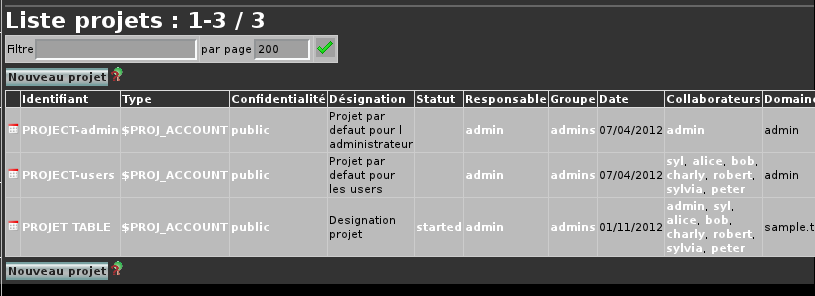 Liste projets : 1-3 / 3
Filtre par page 200
Nouveau projet
Identifiant Type Confidentialité Désignation Statut Responsable Groupe Date Collaborateurs Domaine
PROJECT-admin $PROJ_ACCOUNT public Projet par defaut pour l administrateur admin admins 07/04/2012 admin admin
PROJECT-users $PROJ_ACCOUNT public Projet par defaut pour les users admin admins 07/04/2012 syl, alice, bob, charly, robert, sylvia, peter admin
PROJET TABLE $PROJ_ACCOUNT public Designation projet started admin admins 01/11/2012 admin, syl, alice, bob, charly, robert, sylvia, peter sample.t
Nouveau projet